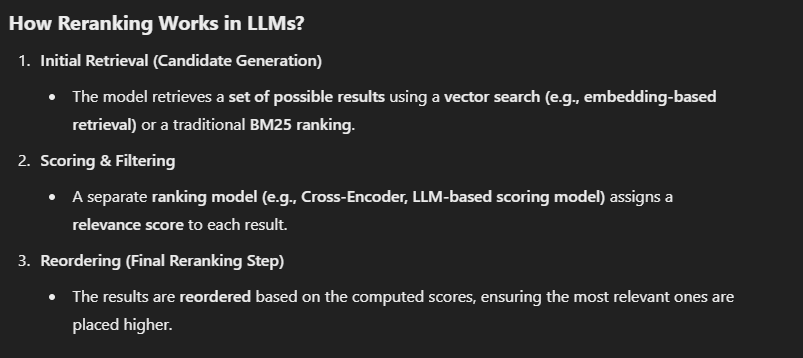 How Reranking Works in LLMs?
1. Initial Retrieval (Candidate Generation)
• The model retrieves a set of possible results using a vector search (e.g., embedding-based
retrieval) or a traditional BM25 ranking.
2. Scoring & Filtering
• A separate ranking model (e.g., Cross-Encoder, LLM-based scoring model) assigns a
relevance score to each result.
3. Reordering (Final Reranking Step)
• The results are reordered based on the computed scores, ensuring the most relevant ones are
placed higher.